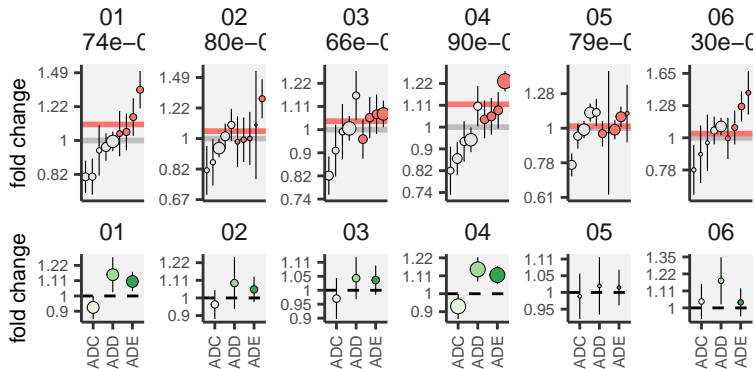 01 02 03 04 05 06
74e−0 80e−0 66e−0 90e−0 79e−0 30e−0
fold change
1.49 1.22 1 0.82
1.49 1.22 1 0.82 0.67
1.22 1.1 1 0.9 0.82 0.74
1.22 1.11 1 0.9 0.82 0.74
1.28 1 0.78 0.61
1.65 1.28 1 0.78
01 02 03 04 05 06
fold change
1.22 1.11 1 0.9
1.22 1.1 1 0.9
1.11 1.05 1 0.95 0.9
1.22 1.11 1 0.9
1.11 1.05 1 0.95
1.35 1.22 1.11 1
ADC ADD ADE
ADC ADD ADE
ADC ADD ADE
ADC ADD ADE
ADC ADD ADE
ADC ADD ADE